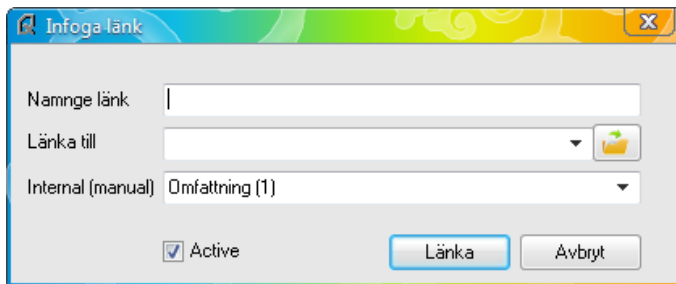 Infoga länk
Namnge länk
Länka till
Internal (manual) Omfattning (1)
Active Länka Avbryt